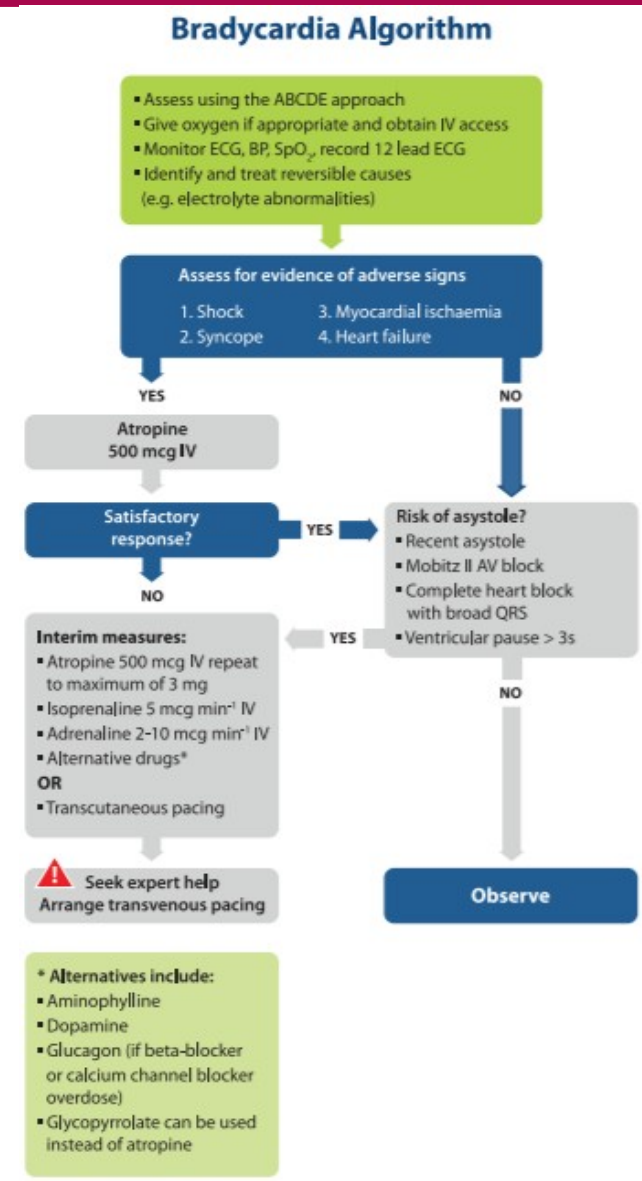 Bradycardia Algorithm
▪ Assess using the ABCDE approach
▪ Give oxygen if appropriate and obtain IV access
▪ Monitor ECG, BP, SpO₂, record 12 lead ECG
▪ Identify and treat reversible causes
(e.g. electrolyte abnormalities)
Assess for evidence of adverse signs
1. Shock
2. Syncope
3. Myocardial ischaemia
4. Heart failure
YES
NO
Atropine
500 mcg IV
Satisfactory
response?
YES
NO
Risk of asystole?
▪ Recent asystole
▪ Mobitz II AV block
▪ Complete heart block
with broad QRS
▪ Ventricular pause > 3s
YES
NO
Interim measures:
▪ Atropine 500 mcg IV repeat
to maximum of 3 mg
▪ Isoprenaline 5 mcg min⁻¹ IV
▪ Adrenaline 2-10 mcg min⁻¹ IV
▪ Alternative drugs*
OR
▪ Transcutaneous pacing
! Seek expert help
Arrange transvenous pacing
Observe
* Alternatives include:
▪ Aminophylline
▪ Dopamine
▪ Glucagon (if beta-blocker
or calcium channel blocker
overdose)
▪ Glycopyrrolate can be used
instead of atropine